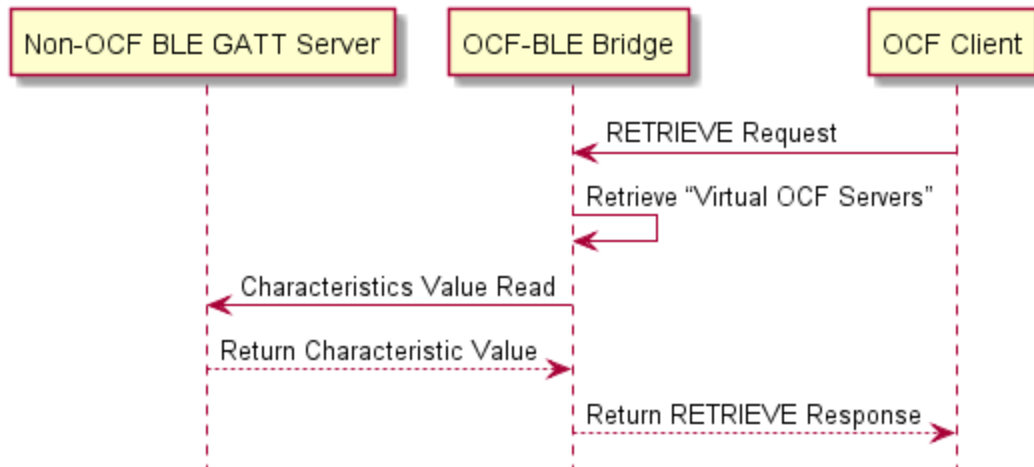 Non-OCF BLE GATT Server
OCF-BLE Bridge
OCF Client
RETRIEVE Request
Retrieve “Virtual OCF Servers”
Characteristics Value Read
Return Characteristic Value
Return RETRIEVE Response